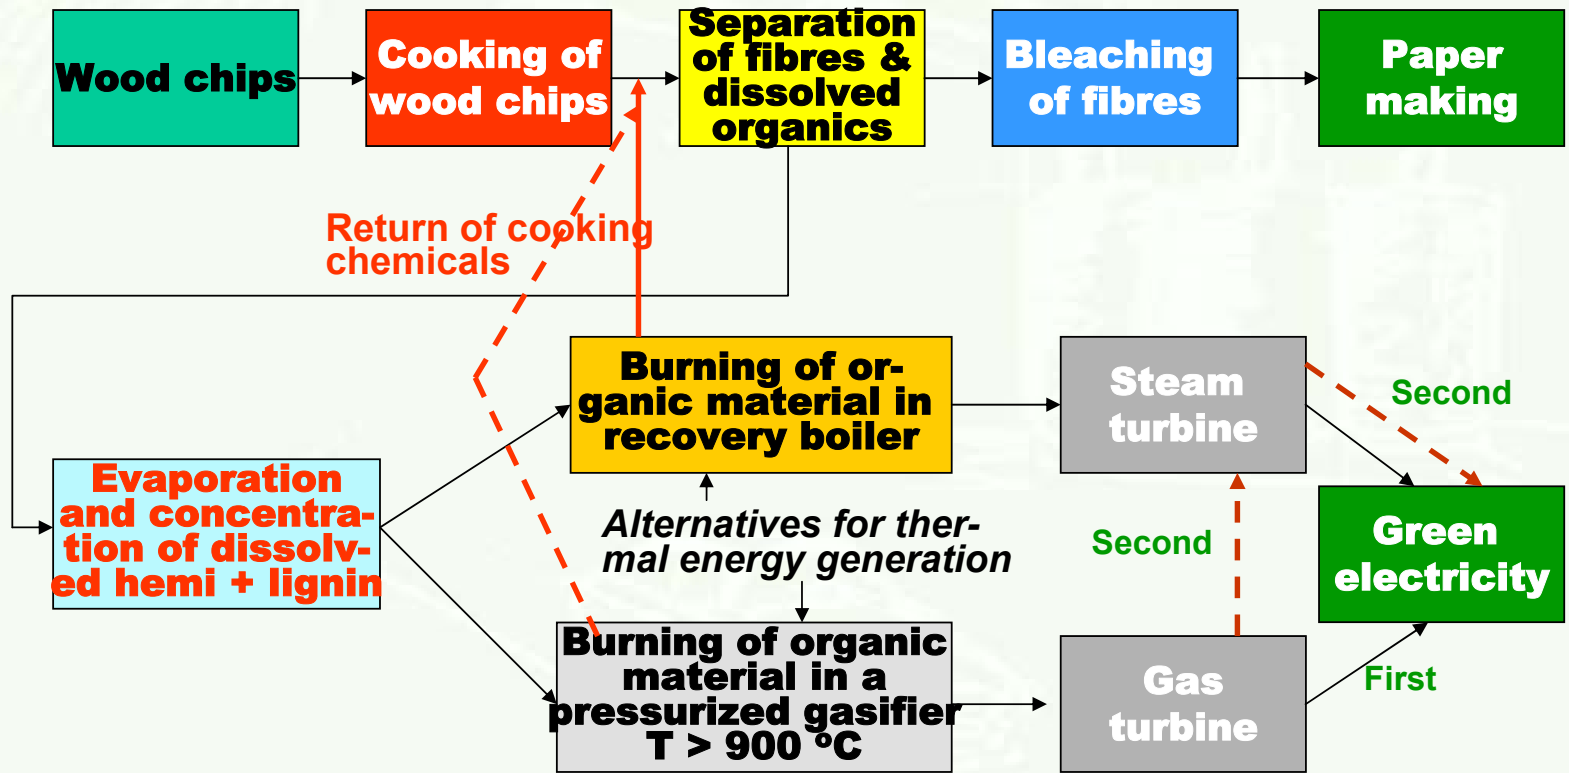 Wood chips
Cooking of
wood chips
Separation
of fibres &
dissolved
organics
Bleaching
of fibres
Paper
making
Return of cooking
chemicals
Burning of or-
ganic material in
recovery boiler
Steam
turbine
Second
Evaporation
and concentra-
tion of dissolv-
ed hemi + lignin
Alternatives for ther-
mal energy generation
Second
Green
electricity
Burning of organic
material in a
pressurized gasifier
T > 900 ºC
Gas
turbine
First